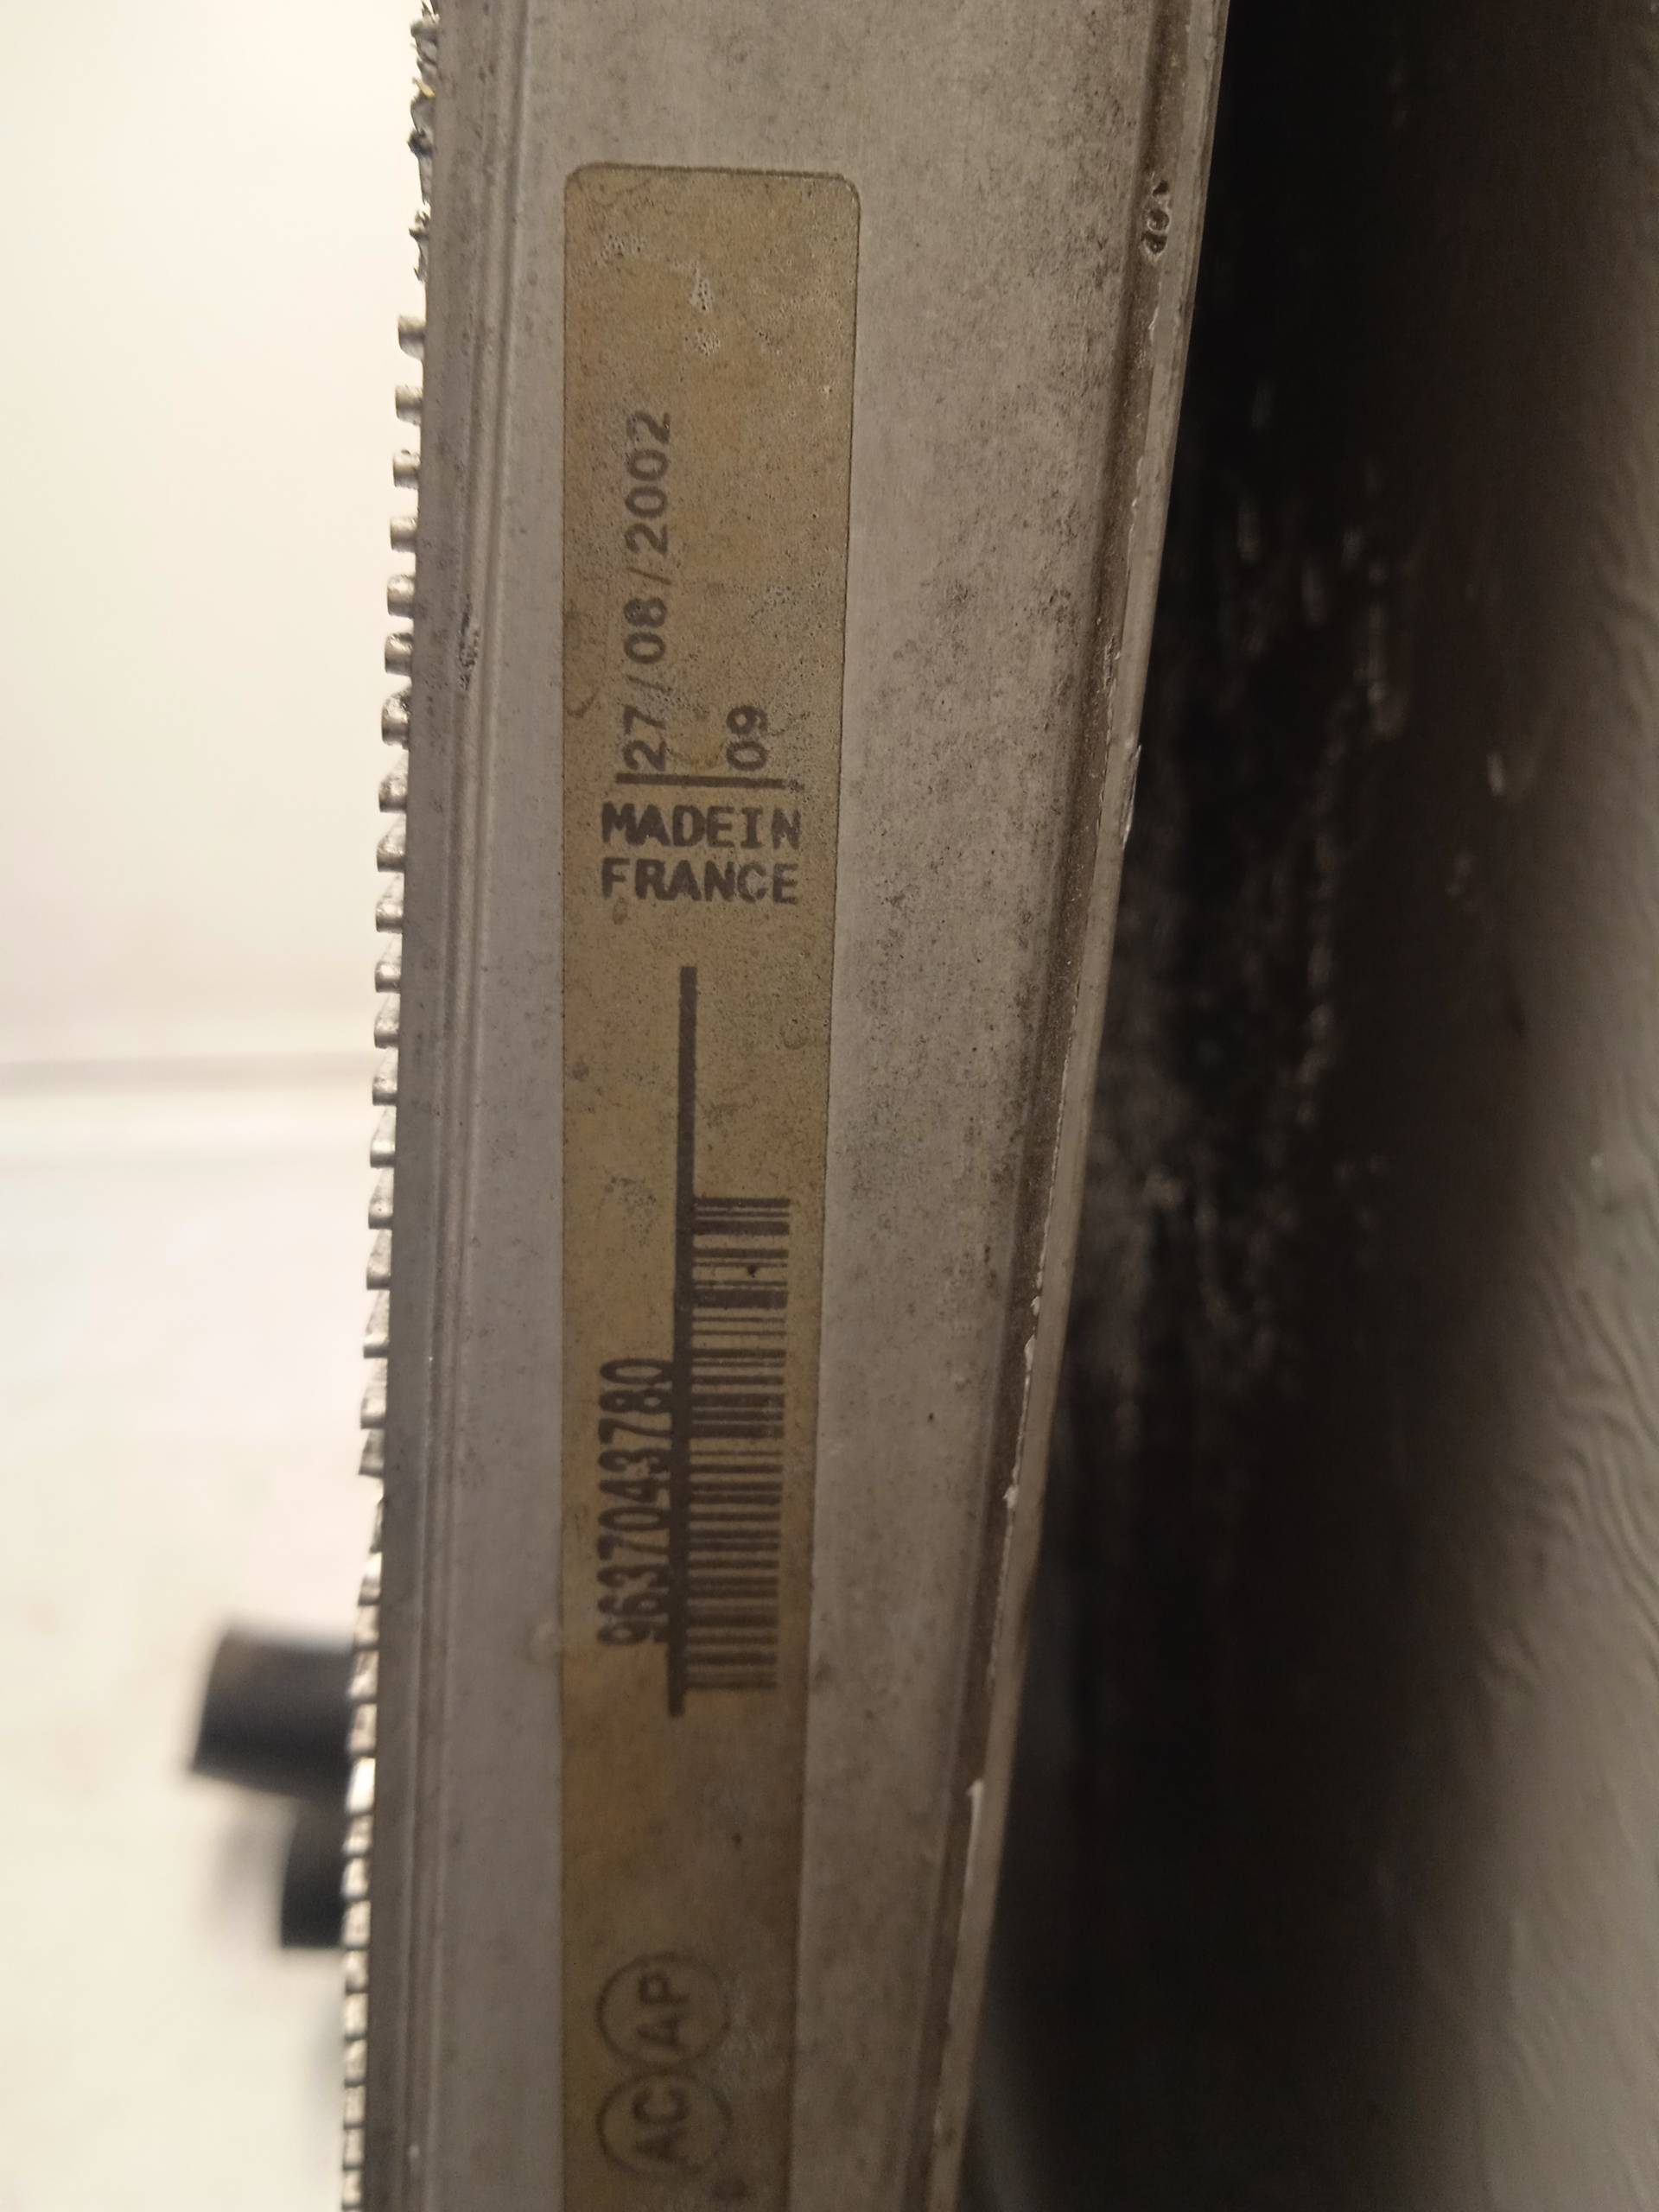 AC AP
9637043780
MADE IN
FRANCE
27/08/2002
09